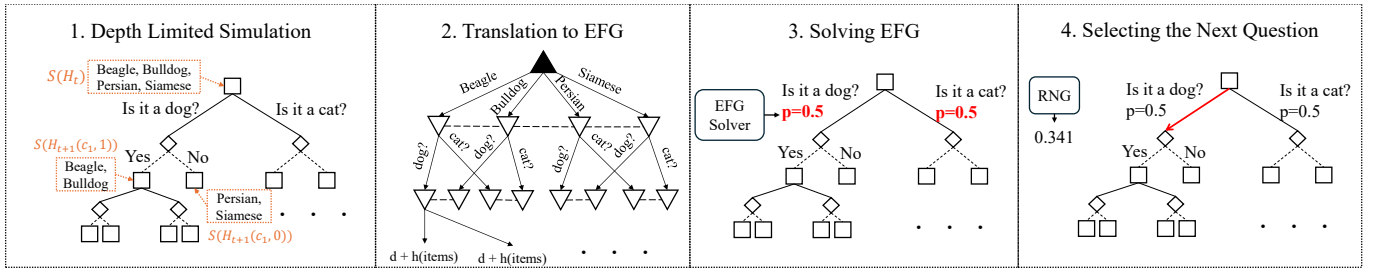 1. Depth Limited Simulation
S(H_t)
Beagle, Bulldog,
Persian, Siamese
Is it a dog?
Is it a cat?
S(H_{t+1}(c_1, 1))
Yes
No
Beagle,
Bulldog
Persian,
Siamese
S(H_{t+1}(c_1, 0))
. . .
2. Translation to EFG
Beagle
Bulldog
Persian
Siamese
dog?
cat?
dog?
cat?
dog?
cat?
dog?
cat?
d + h(items)
d + h(items)
. . .
3. Solving EFG
EFG
Solver
Is it a dog?
p=0.5
Is it a cat?
p=0.5
Yes
No
. . .
4. Selecting the Next Question
RNG
0.341
Is it a dog?
p=0.5
Is it a cat?
p=0.5
Yes
No
. . .